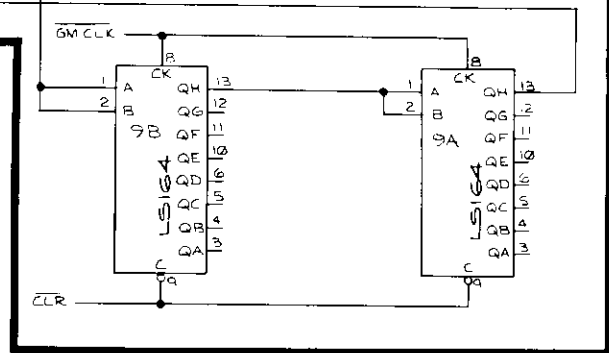 GM CLK
8
CK
1 A QH 13
2 B QG 12
9B QF 11
QE 10
QD 6
QC 5
QB 4
QA 3
LS164
C
9
8
CK
1 A QH 13
2 B QG 12
9A QF 11
QE 10
QD 6
QC 5
QB 4
QA 3
LS164
C
9
CLR